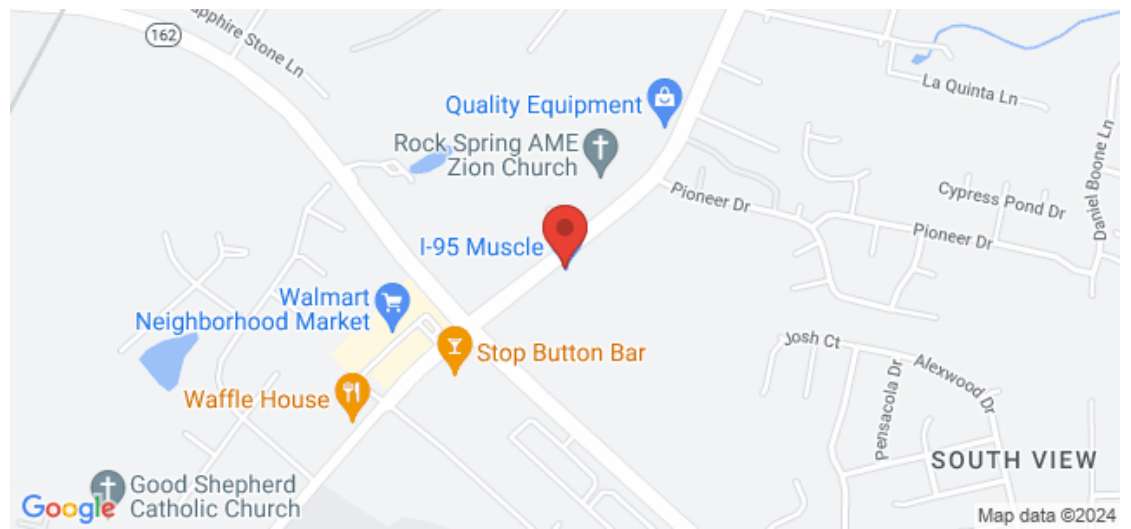 162
Sapphire Stone Ln
La Quinta Ln
Quality Equipment
Rock Spring AME
Zion Church
Daniel Boone Ln
Pioneer Dr
Cypress Pond Dr
Pioneer Dr
I-95 Muscle
Walmart
Neighborhood Market
Stop Button Bar
Josh Ct
Alexwood Dr
Pensacola Dr
Waffle House
SOUTH VIEW
Good Shepherd
Catholic Church
Google
Map data ©2024